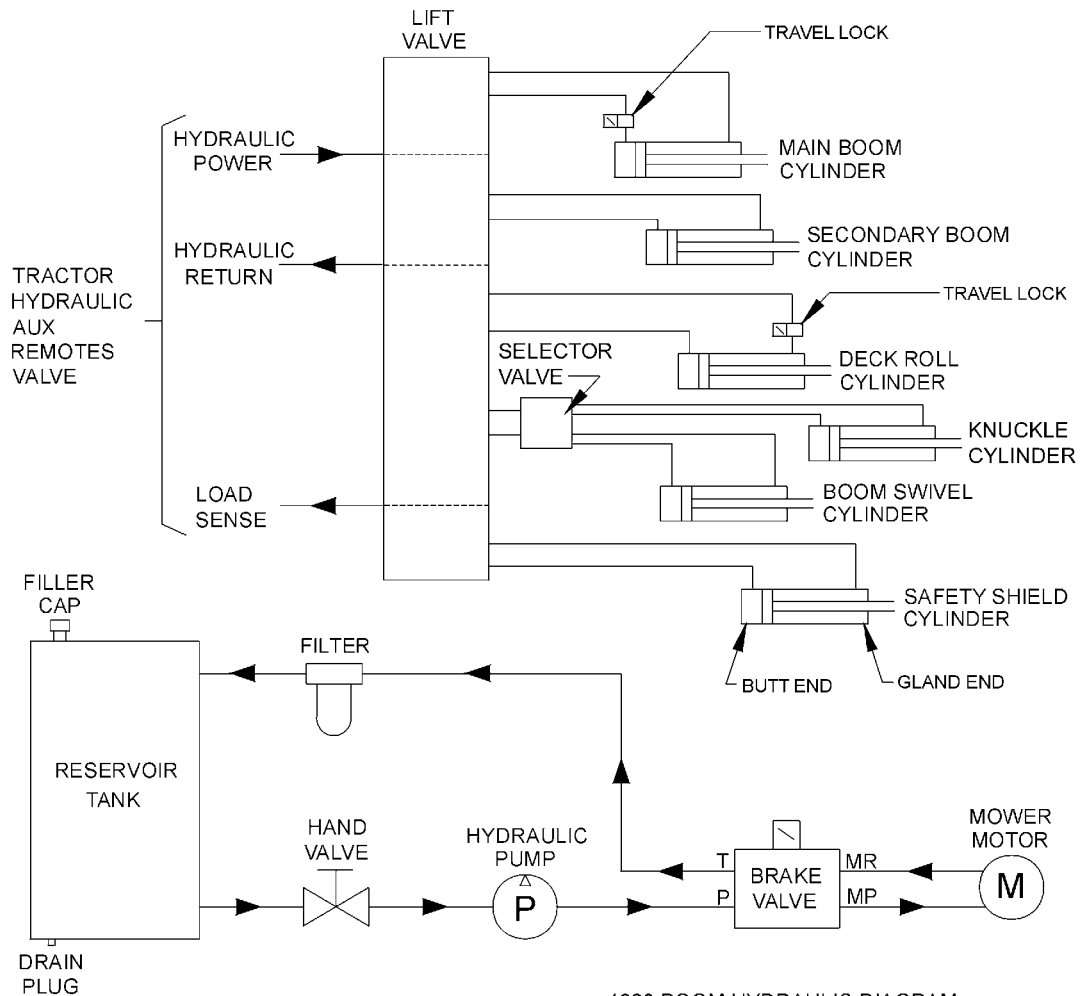 LIFT
VALVE
TRAVEL LOCK
HYDRAULIC
POWER
MAIN BOOM
CYLINDER
SECONDARY BOOM
CYLINDER
HYDRAULIC
RETURN
TRACTOR
HYDRAULIC
AUX
REMOTES
VALVE
TRAVEL LOCK
SELECTOR
VALVE
DECK ROLL
CYLINDER
KNUCKLE
CYLINDER
LOAD
SENSE
BOOM SWIVEL
CYLINDER
SAFETY SHIELD
CYLINDER
BUTT END
GLAND END
FILLER
CAP
FILTER
RESERVOIR
TANK
HAND
VALVE
HYDRAULIC
PUMP
P
T
P
BRAKE
VALVE
MR
MP
MOWER
MOTOR
M
DRAIN
PLUG